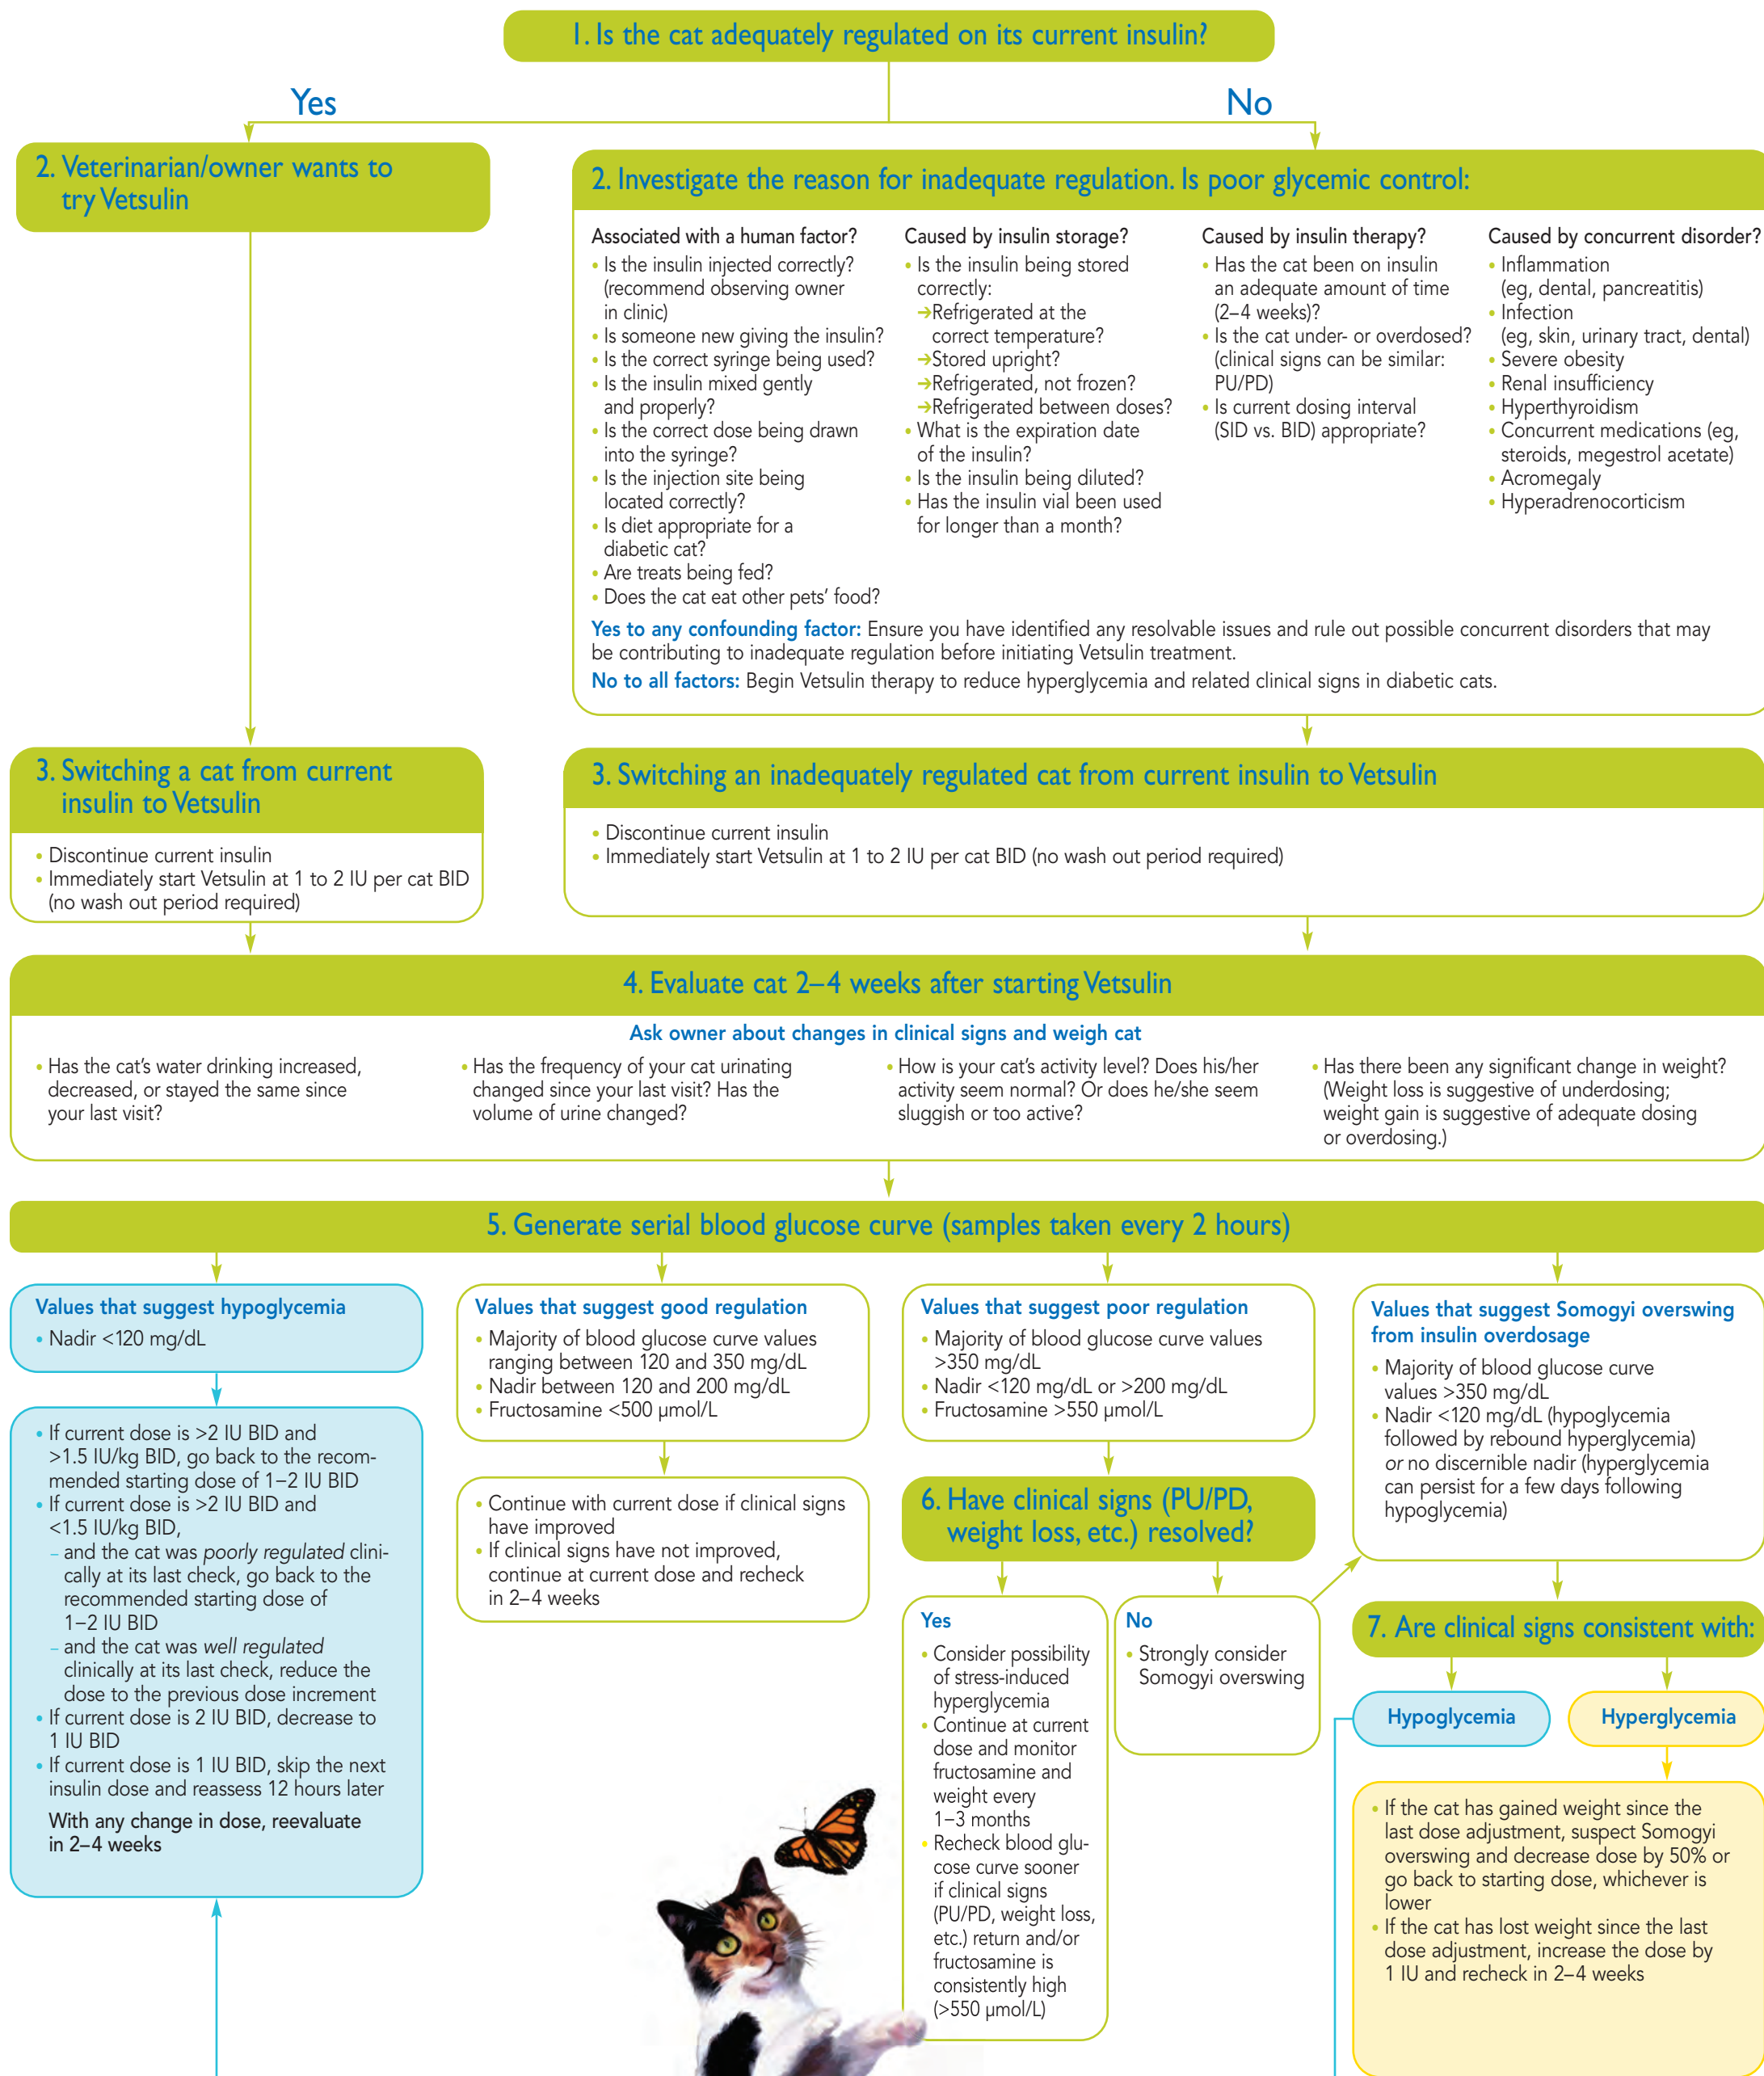 1. Is the cat adequately regulated on its current insulin?
Yes
No
2. Veterinarian/owner wants to
try Vetsulin
2. Investigate the reason for inadequate regulation. Is poor glycemic control:
Associated with a human factor?
• Is the insulin injected correctly?
(recommend observing owner
in clinic)
• Is someone new giving the insulin?
• Is the correct syringe being used?
• Is the insulin mixed gently
and properly?
• Is the correct dose being drawn
into the syringe?
• Is the injection site being
located correctly?
• Is diet appropriate for a
diabetic cat?
• Are treats being fed?
• Does the cat eat other pets’ food?
Caused by insulin storage?
• Is the insulin being stored
correctly:
➔Refrigerated at the
correct temperature?
➔Stored upright?
➔Refrigerated, not frozen?
➔Refrigerated between doses?
• What is the expiration date
of the insulin?
• Is the insulin being diluted?
• Has the insulin vial been used
for longer than a month?
Caused by insulin therapy?
• Has the cat been on insulin
an adequate amount of time
(2–4 weeks)?
• Is the cat under- or overdosed?
(clinical signs can be similar:
PU/PD)
• Is current dosing interval
(SID vs. BID) appropriate?
Caused by concurrent disorder?
• Inflammation
(eg, dental, pancreatitis)
• Infection
(eg, skin, urinary tract, dental)
• Severe obesity
• Renal insufficiency
• Hyperthyroidism
• Concurrent medications (eg,
steroids, megestrol acetate)
• Acromegaly
• Hyperadrenocorticism
Yes to any confounding factor: Ensure you have identified any resolvable issues and rule out possible concurrent disorders that may
be contributing to inadequate regulation before initiating Vetsulin treatment.
No to all factors: Begin Vetsulin therapy to reduce hyperglycemia and related clinical signs in diabetic cats.
3. Switching a cat from current
insulin to Vetsulin
• Discontinue current insulin
• Immediately start Vetsulin at 1 to 2 IU per cat BID
(no wash out period required)
3. Switching an inadequately regulated cat from current insulin to Vetsulin
• Discontinue current insulin
• Immediately start Vetsulin at 1 to 2 IU per cat BID (no wash out period required)
4. Evaluate cat 2–4 weeks after starting Vetsulin
Ask owner about changes in clinical signs and weigh cat
• Has the cat’s water drinking increased,
decreased, or stayed the same since
your last visit?
• Has the frequency of your cat urinating
changed since your last visit? Has the
volume of urine changed?
• How is your cat’s activity level? Does his/her
activity seem normal? Or does he/she seem
sluggish or too active?
• Has there been any significant change in weight?
(Weight loss is suggestive of underdosing;
weight gain is suggestive of adequate dosing
or overdosing.)
5. Generate serial blood glucose curve (samples taken every 2 hours)
Values that suggest hypoglycemia
• Nadir <120 mg/dL
• If current dose is >2 IU BID and
>1.5 IU/kg BID, go back to the recom-
mended starting dose of 1–2 IU BID
• If current dose is >2 IU BID and
<1.5 IU/kg BID,
– and the cat was poorly regulated clini-
cally at its last check, go back to the
recommended starting dose of
1–2 IU BID
– and the cat was well regulated
clinically at its last check, reduce the
dose to the previous dose increment
• If current dose is 2 IU BID, decrease to
1 IU BID
• If current dose is 1 IU BID, skip the next
insulin dose and reassess 12 hours later
With any change in dose, reevaluate
in 2–4 weeks
Values that suggest good regulation
• Majority of blood glucose curve values
ranging between 120 and 350 mg/dL
• Nadir between 120 and 200 mg/dL
• Fructosamine <500 µmol/L
• Continue with current dose if clinical signs
have improved
• If clinical signs have not improved,
continue at current dose and recheck
in 2–4 weeks
Values that suggest poor regulation
• Majority of blood glucose curve values
>350 mg/dL
• Nadir <120 mg/dL or >200 mg/dL
• Fructosamine >550 µmol/L
6. Have clinical signs (PU/PD,
weight loss, etc.) resolved?
Yes
• Consider possibility
of stress-induced
hyperglycemia
• Continue at current
dose and monitor
fructosamine and
weight every
1–3 months
• Recheck blood glu-
cose curve sooner
if clinical signs
(PU/PD, weight loss,
etc.) return and/or
fructosamine is
consistently high
(>550 µmol/L)
No
• Strongly consider
Somogyi overswing
Values that suggest Somogyi overswing
from insulin overdosage
• Majority of blood glucose curve
values >350 mg/dL
• Nadir <120 mg/dL (hypoglycemia
followed by rebound hyperglycemia)
or no discernible nadir (hyperglycemia
can persist for a few days following
hypoglycemia)
7. Are clinical signs consistent with:
Hypoglycemia
Hyperglycemia
• If the cat has gained weight since the
last dose adjustment, suspect Somogyi
overswing and decrease dose by 50% or
go back to starting dose, whichever is
lower
• If the cat has lost weight since the last
dose adjustment, increase the dose by
1 IU and recheck in 2–4 weeks